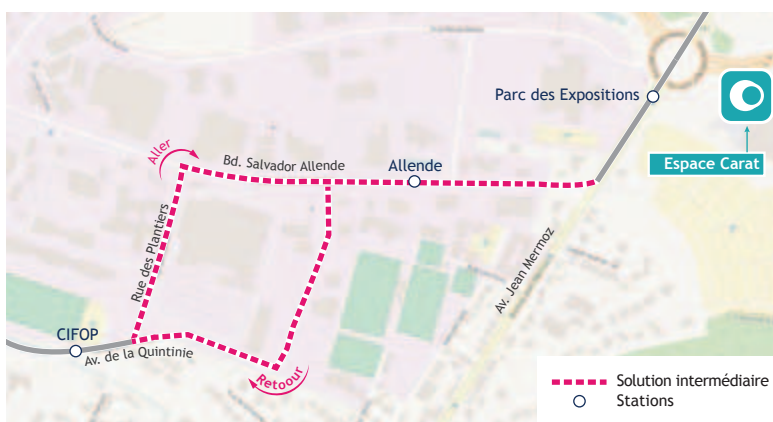 Parc des Expositions
Espace Carat
Aller
Bd. Salvador Allende
Allende
Rue des Plantiers
Av. Jean Mermoz
CIFOP
Av. de la Quintinie
Retoour
Solution intermédiaire
Stations